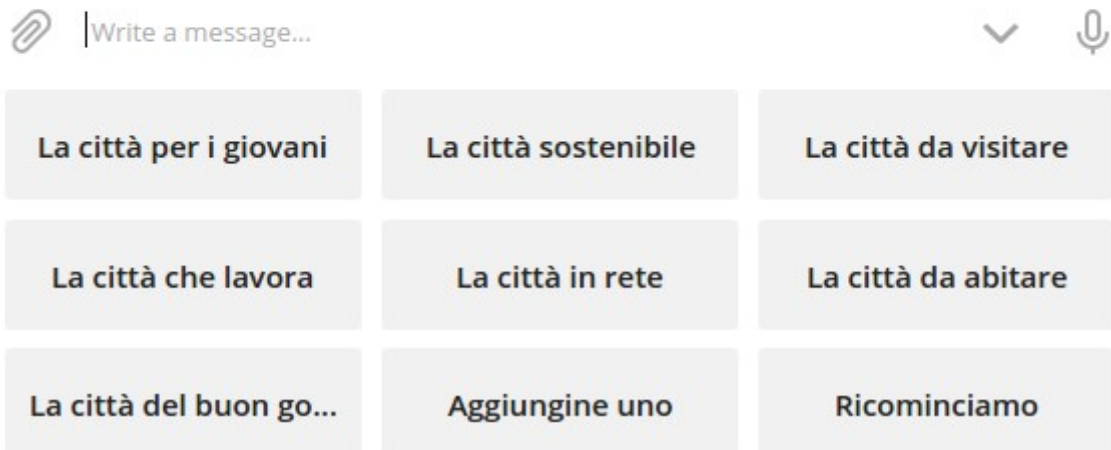 Write a message...
La città per i giovani
La città sostenibile
La città da visitare
La città che lavora
La città in rete
La città da abitare
La città del buon go...
Aggiungine uno
Ricominciamo